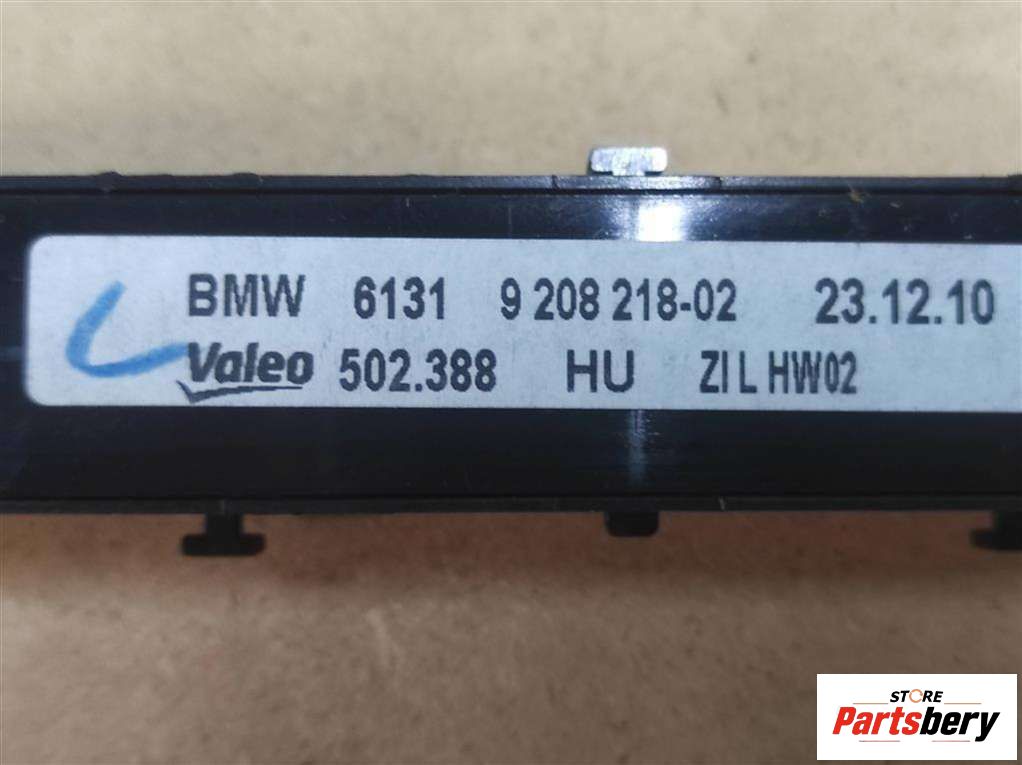 BMW 6131 9 208 218-02 23.12.10
Valeo 502.388 HU ZI L HW02
STORE
Partsbery